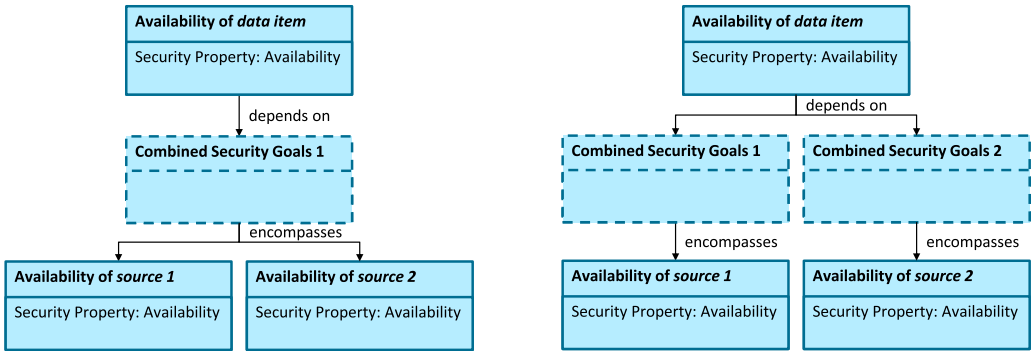 Availability of data item
Security Property: Availability
depends on
Combined Security Goals 1
encompasses
Availability of source 1
Security Property: Availability
Availability of source 2
Security Property: Availability
Availability of data item
Security Property: Availability
depends on
Combined Security Goals 1
Combined Security Goals 2
encompasses
encompasses
Availability of source 1
Security Property: Availability
Availability of source 2
Security Property: Availability